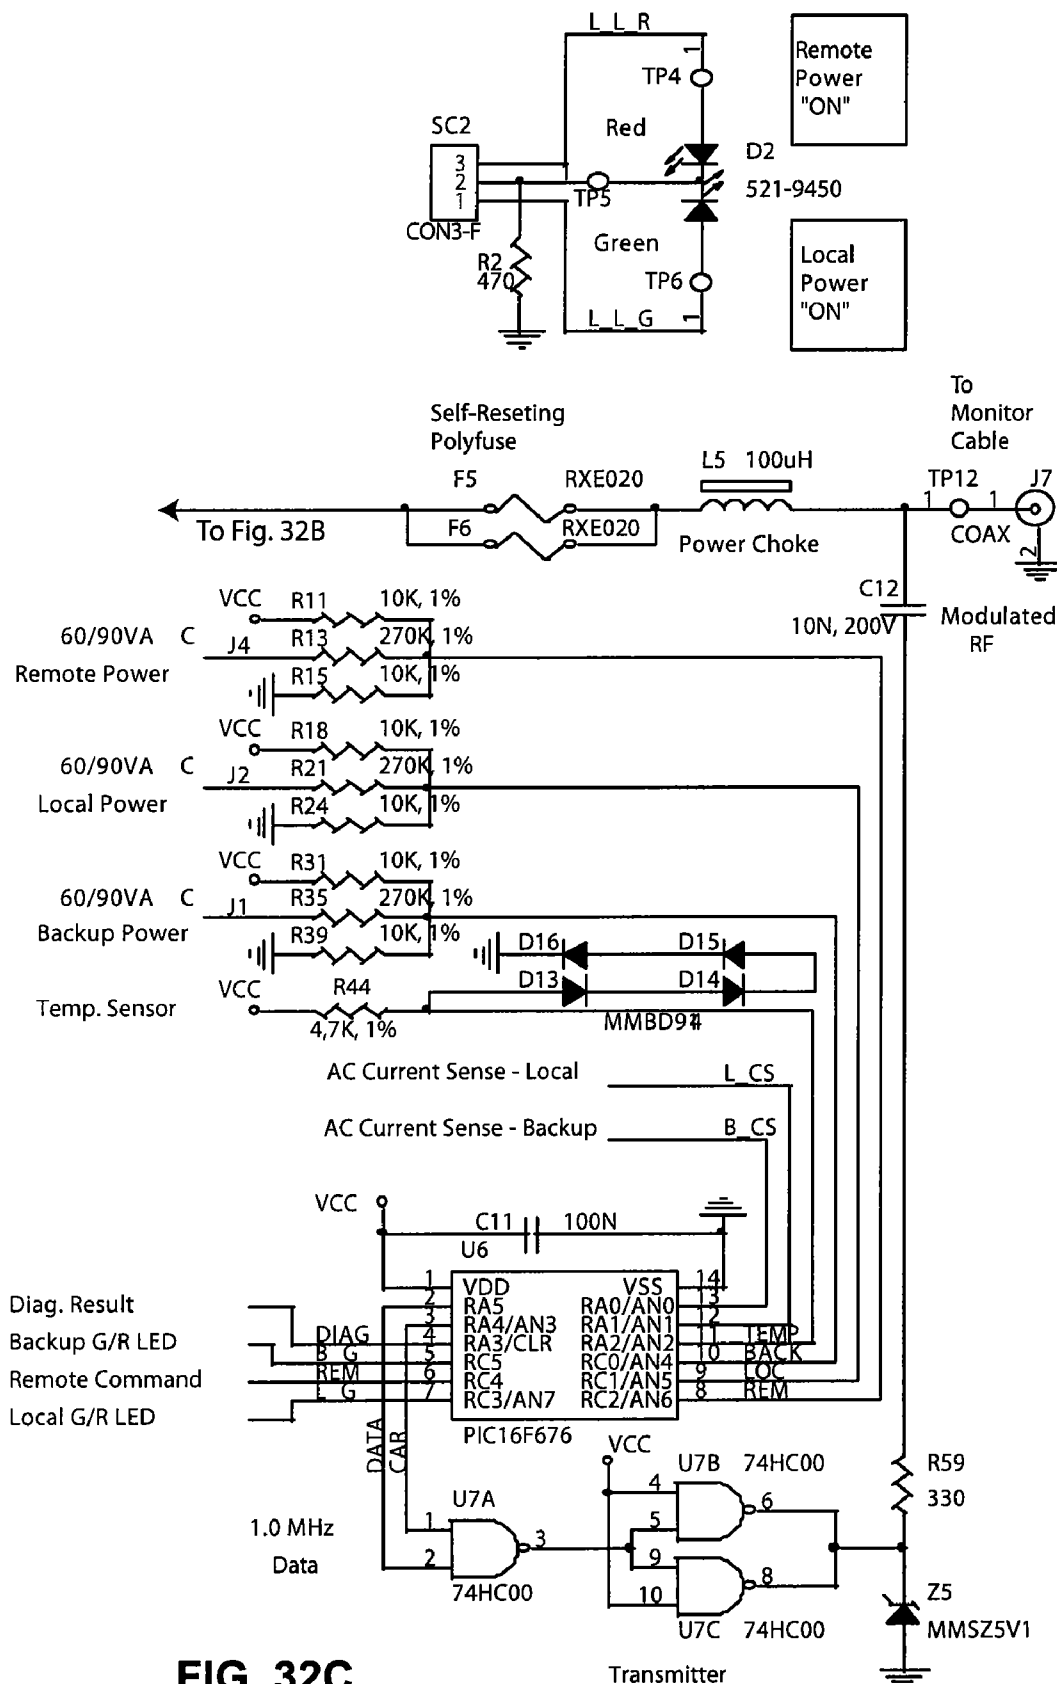 L_L_R
1
TP4
Remote
Power
"ON"
SC2
Red
3
2
1
TP5
D2
521-9450
CON3-F
Green
R2
470
TP6
Local
Power
"ON"
L_L_G
1
To
Monitor
Cable
Self-Reseting
Polyfuse
F5 RXE020
L5 100uH
TP12 J7
1 1
To Fig. 32B
F6 RXE020
Power Choke
COAX
2
C12
10N, 200V
Modulated
RF
VCC R11 10K, 1%
60/90VA C J4 R13 270K, 1%
Remote Power
R15 10K, 1%
VCC R18 10K, 1%
60/90VA C J2 R21 270K, 1%
Local Power R24 10K, 1%
VCC R31 10K, 1%
60/90VA C J1 R35 270K, 1%
Backup Power R39 10K, 1%
D16 D15
Temp. Sensor VCC R44 D13 D14
4,7K, 1%
AC Current Sense - Local L_CS
AC Current Sense - Backup B_CS
VCC
C11 100N
U6
1 VDD VSS 14
2 RA5 RA0/AN0 13
3 RA4/AN3 RA1/AN1 12
Diag. Result DIAG 4 RA3/CLR RA2/AN2 11 TEMP
Backup G/R LED B_G 5 RC5 RC0/AN4 10 BACK
Remote Command REM 6 RC4 RC1/AN5 9 LOC
Local G/R LED L_G 7 RC3/AN7 RC2/AN6 8 REM
PIC16F676
DATA
CAR
VCC
U7B 74HC00
4
5
6
R59
330
U7A
1
2
3
74HC00
1.0 MHz
Data
9
10
8
U7C 74HC00
Z5
MMSZ5V1
FIG. 32C
Transmitter